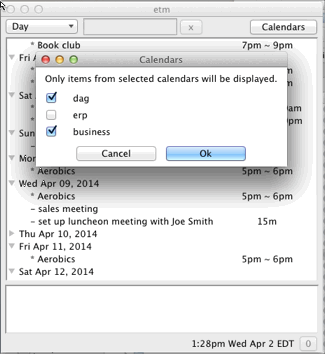 etm
Day x Calendars
* Book club 7pm ~ 9pm
Fri A
Calendars
Only items from selected calendars will be displayed.
dag
Sat
erp
business
Sun
Cancel Ok
Mon
* Aerobics 5pm ~ 6pm
Wed Apr 09, 2014
* Aerobics 5pm ~ 6pm
– sales meeting
– set up luncheon meeting with Joe Smith 15m
Thu Apr 10, 2014
Fri Apr 11, 2014
* Aerobics 5pm ~ 6pm
Sat Apr 12, 2014
1:28pm Wed Apr 2 EDT 0